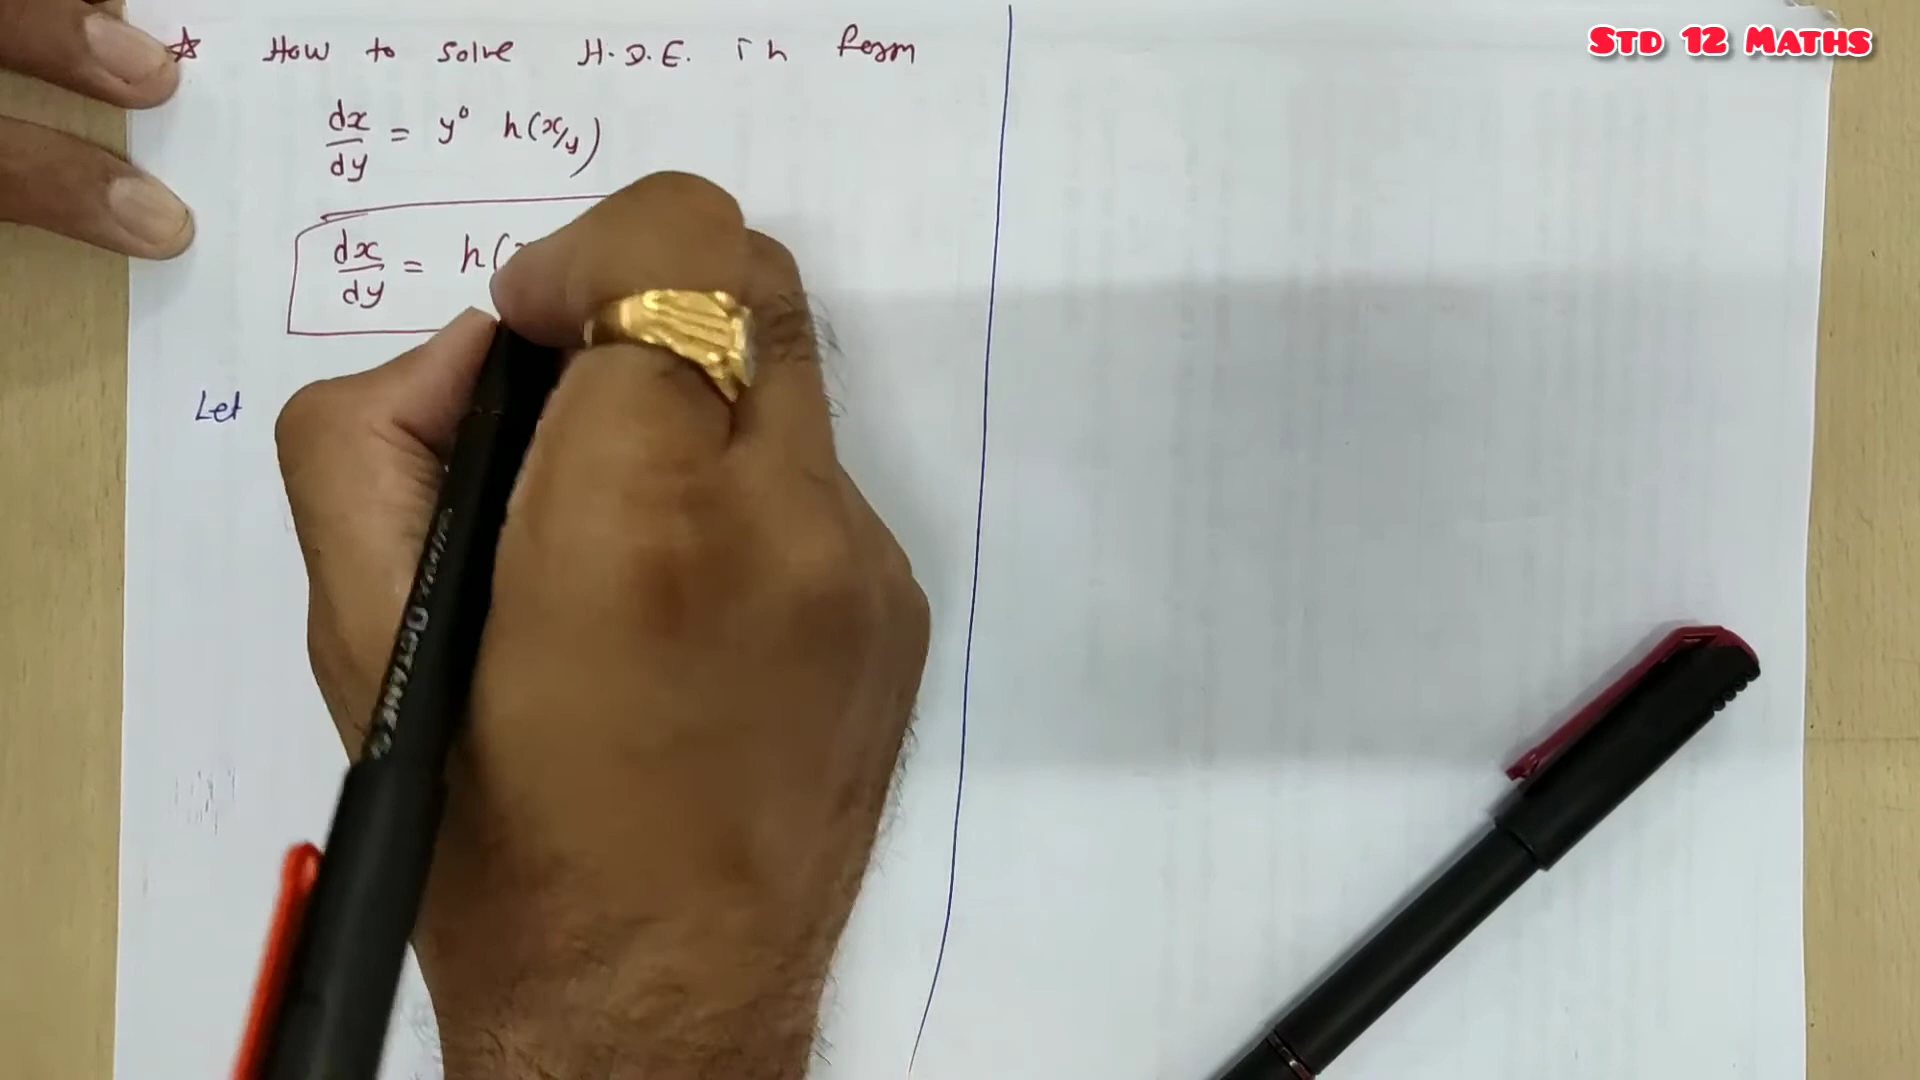 Std 12 Maths
☆ How to solve H.D.E. in form
dx/dy = y⁰ h(x/y)
dx/dy = h(x
Let